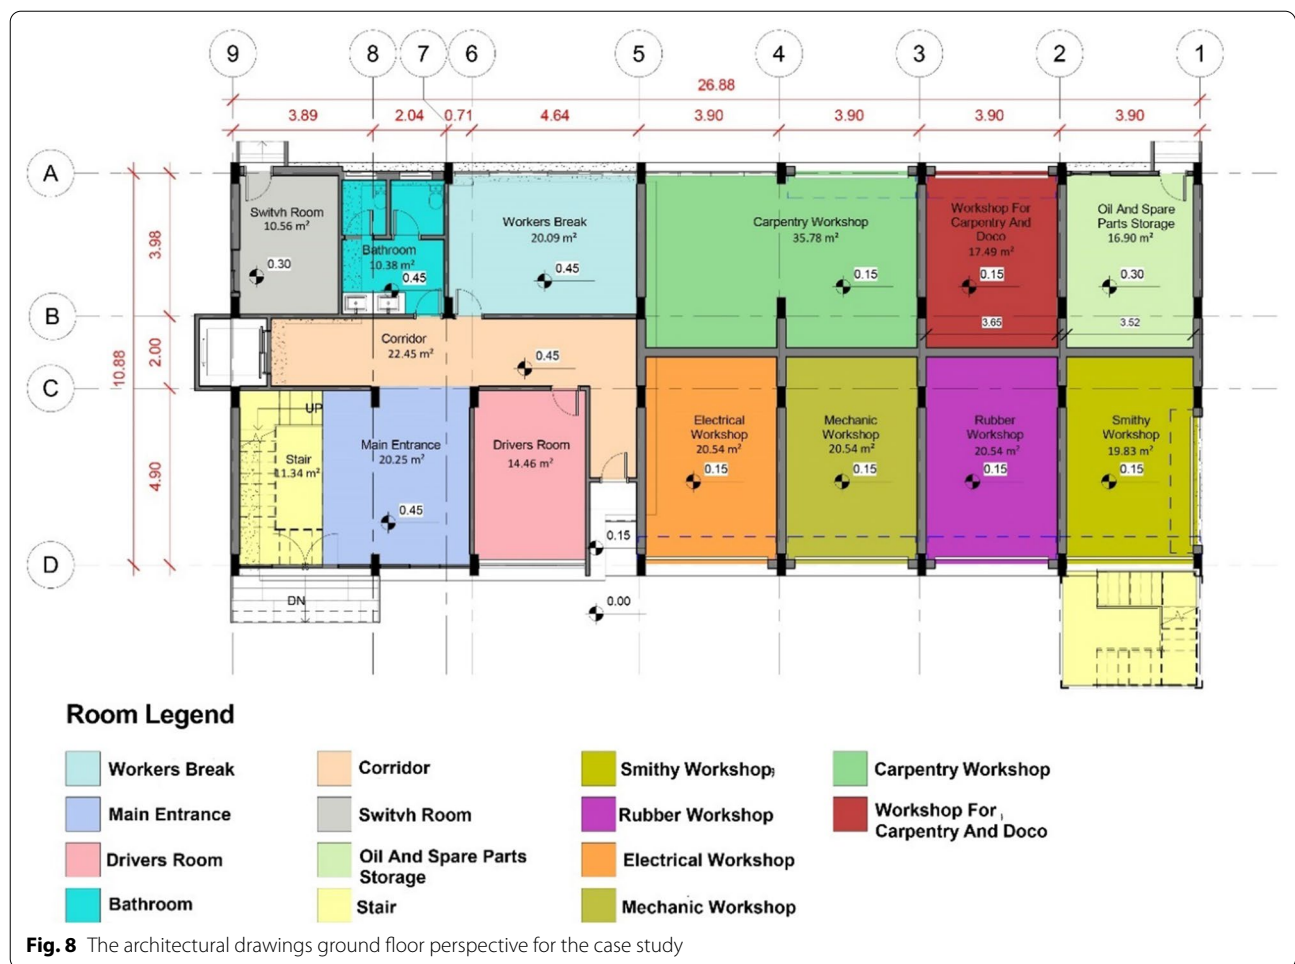 9 8 7 6 5 4 3 2 1
26.88
3.89 2.04 0.71 4.64 3.90 3.90 3.90 3.90
A
B
C
D
10.88
3.98
2.00
4.90
Switvh Room
10.56 m²
0.30
Bathroom
10.38 m²
0.45
Workers Break
20.09 m²
0.45
Carpentry Workshop
35.78 m²
0.15
Workshop For
Carpentry And
Doco
17.49 m²
0.15
3.65
Oil And Spare
Parts Storage
16.90 m²
0.30
3.52
Corridor
22.45 m²
0.45
UP
Stair
11.34 m²
Main Entrance
20.25 m²
0.45
Drivers Room
14.46 m²
0.15
0.00
DN
Electrical
Workshop
20.54 m²
0.15
Mechanic
Workshop
20.54 m²
0.15
Rubber
Workshop
20.54 m²
0.15
Smithy
Workshop
19.83 m²
0.15
Room Legend
Workers Break
Main Entrance
Drivers Room
Bathroom
Corridor
Switvh Room
Oil And Spare Parts
Storage
Stair
Smithy Workshop,
Rubber Workshop
Electrical Workshop
Mechanic Workshop
Carpentry Workshop
Workshop For,
Carpentry And Doco
Fig. 8 The architectural drawings ground floor perspective for the case study